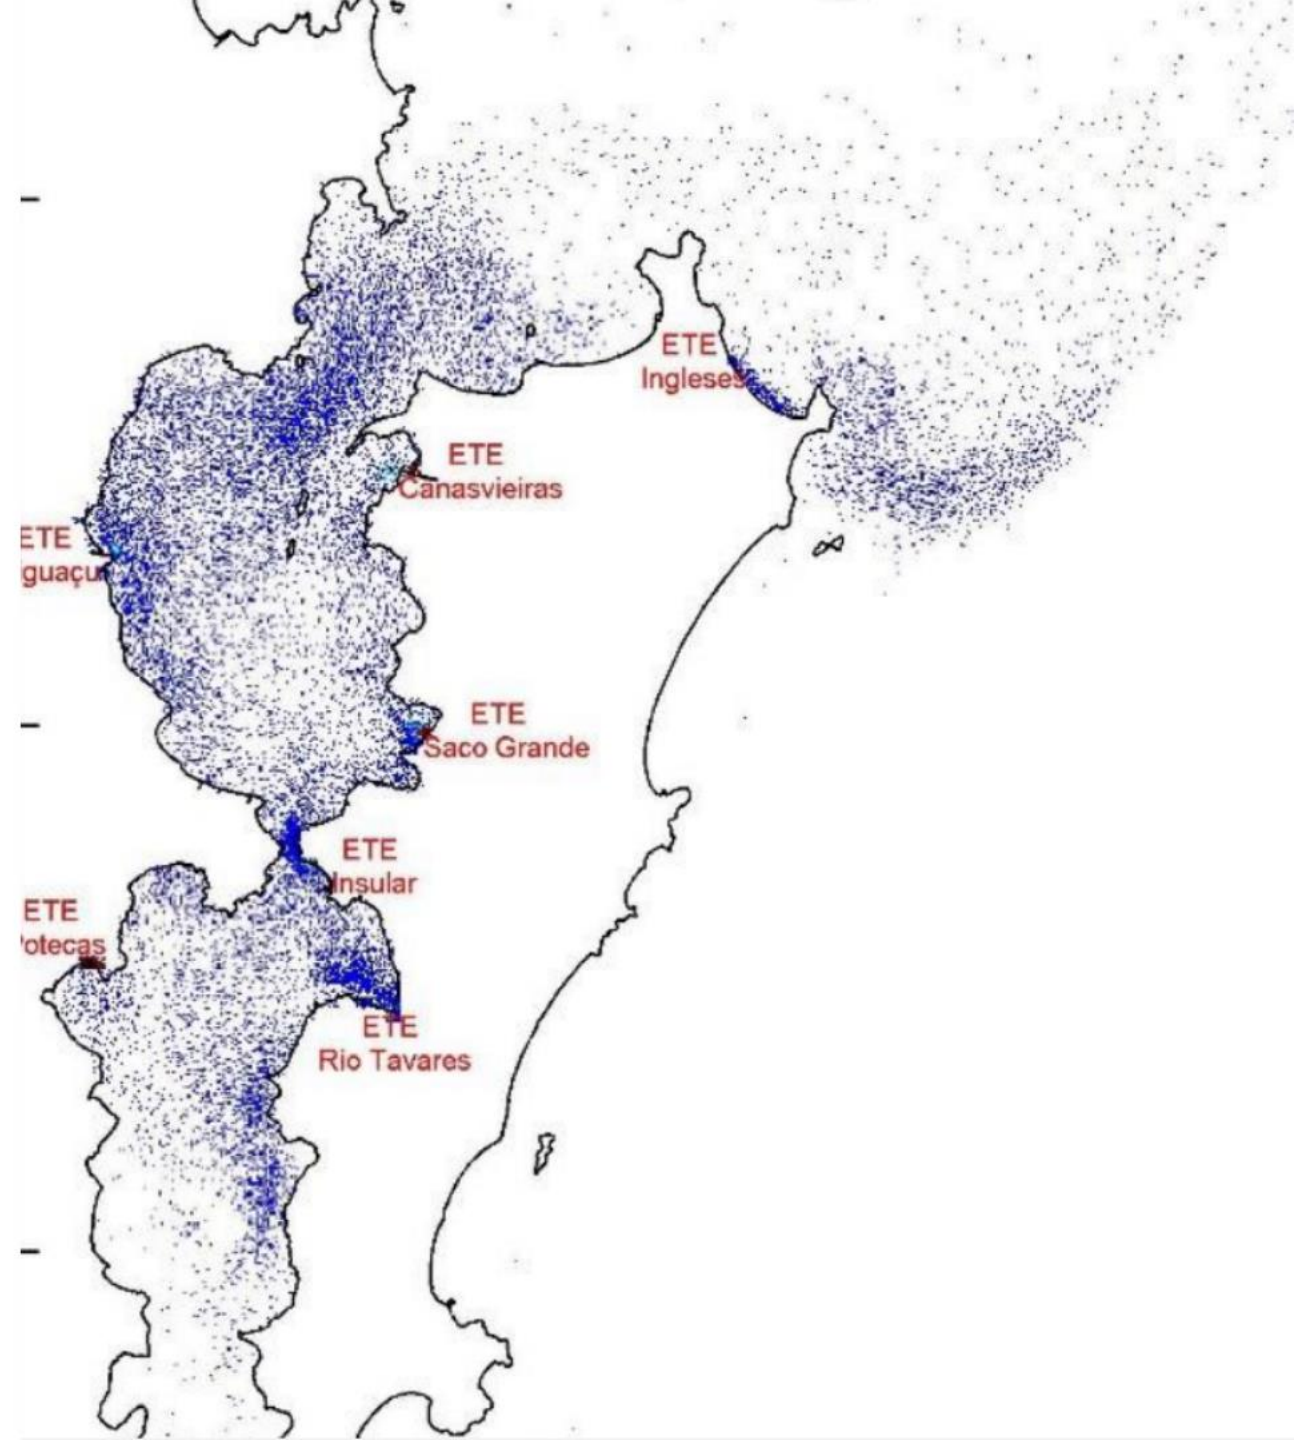 ETE
Ingleses
ETE
Canasvieiras
ETE
guaçu
ETE
Saco Grande
ETE
Insular
ETE
otecas
ETE
Rio Tavares